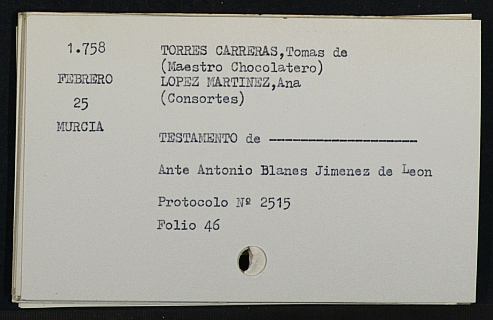 1.758
FEBRERO
25
MURCIA
TORRES CARRERAS,Tomas de
(Maestro Chocolatero)
LOPEZ MARTINEZ,Ana
(Consortes)
TESTAMENTO de ---------------------
Ante Antonio Blanes Jimenez de Leon
Protocolo Nº 2515
Folio 46